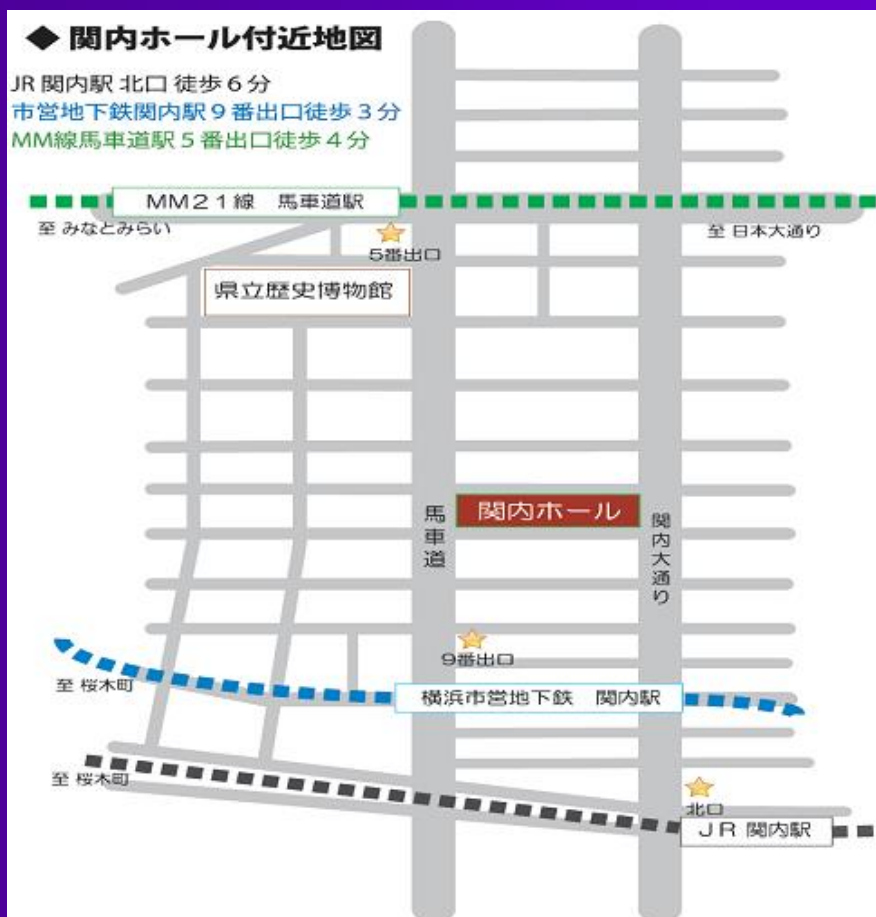 ◆ 関内ホール付近地図
JR 関内駅 北口 徒歩 6 分
市営地下鉄関内駅 9 番出口徒歩 3 分
MM線馬車道駅 5 番出口徒歩 4 分
MM21線 馬車道駅
至 みなとみらい
至 日本大通り
5番出口
県立歴史博物館
関内ホール
馬車道
関内大通り
9番出口
至 桜木町
横浜市営地下鉄 関内駅
至 桜木町
北口
JR 関内駅